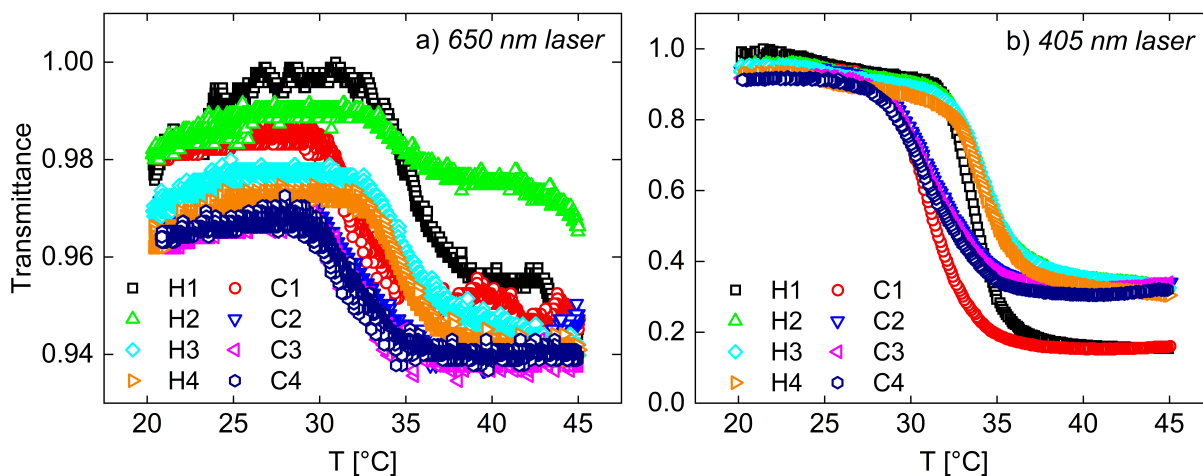 a) 650 nm laser
b) 405 nm laser
Transmittance
1.00
0.98
0.96
0.94
H1 C1
H2 C2
H3 C3
H4 C4
20 25 30 35 40 45
T [°C]
1.0
0.8
0.6
0.4
0.2
0.0
H1 C1
H2 C2
H3 C3
H4 C4
20 25 30 35 40 45
T [°C]